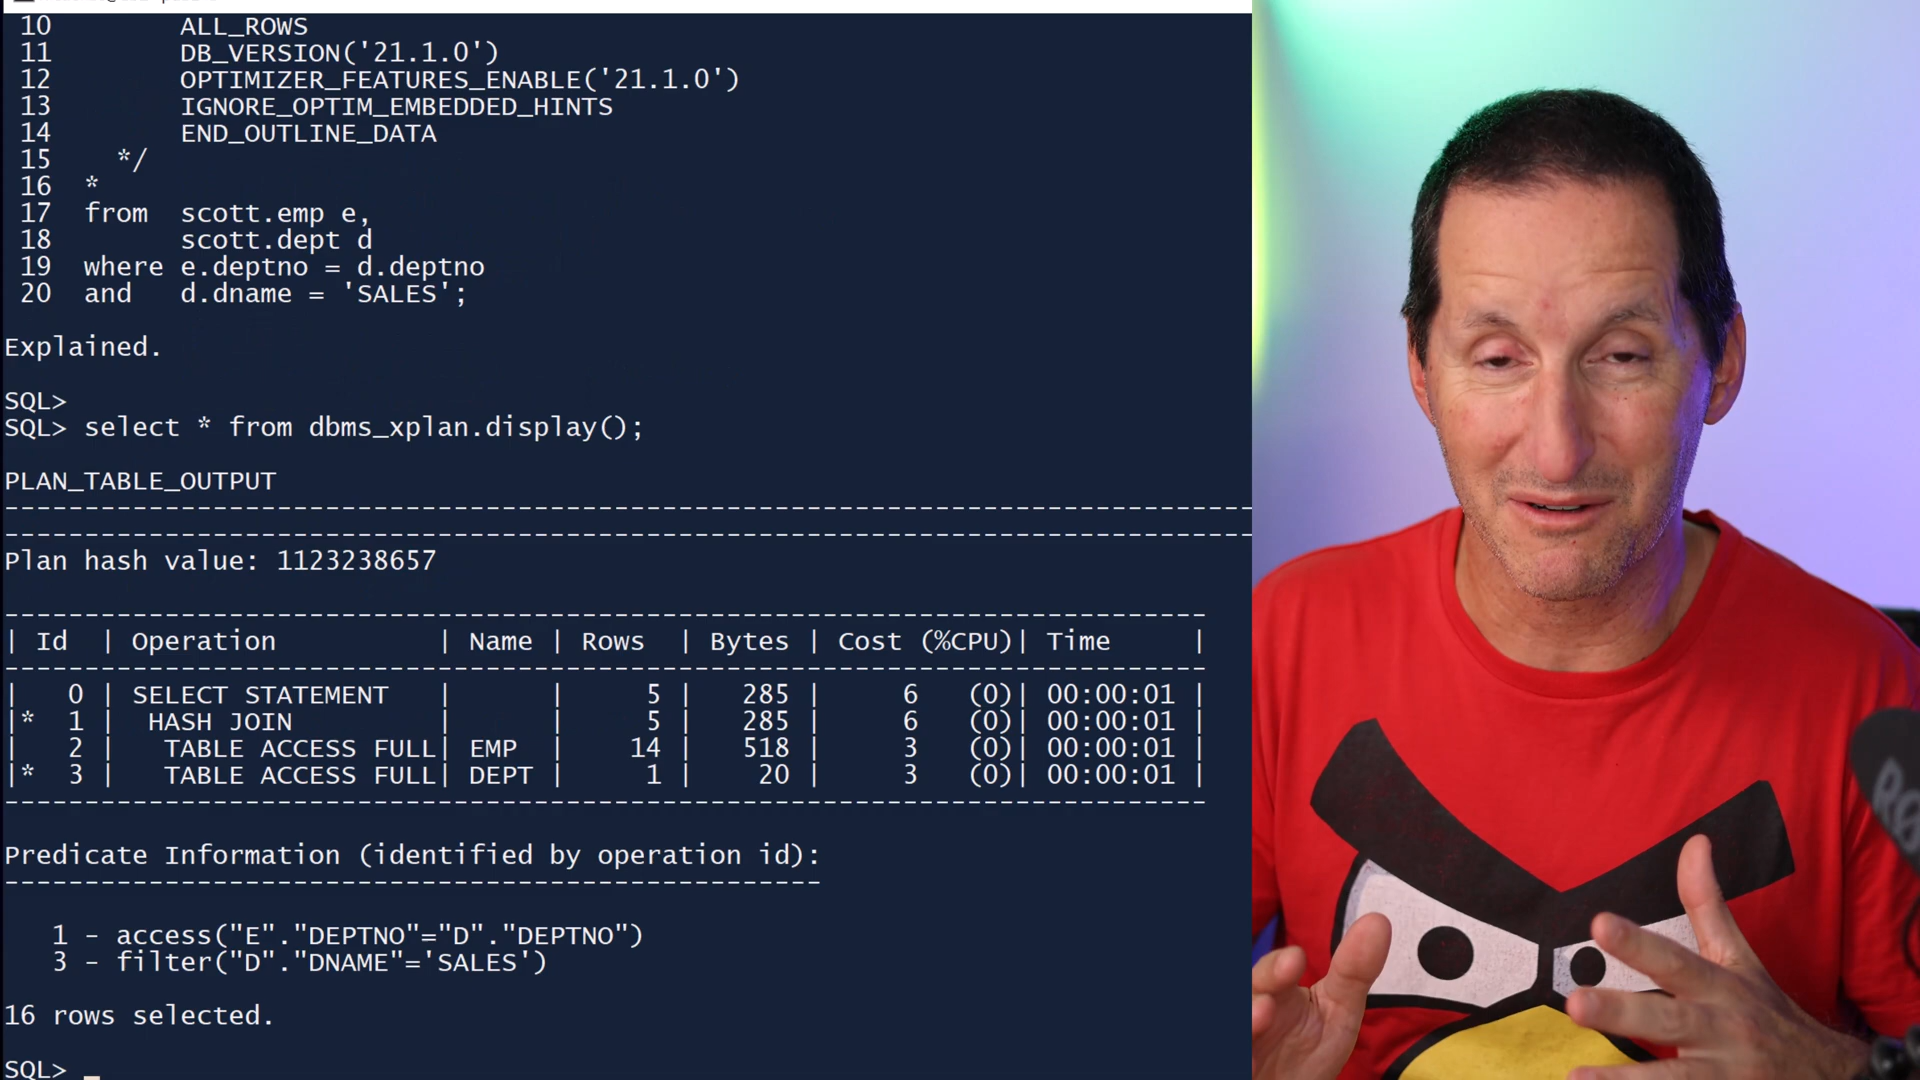 10        ALL_ROWS
11        DB_VERSION('21.1.0')
12        OPTIMIZER_FEATURES_ENABLE('21.1.0')
13        IGNORE_OPTIM_EMBEDDED_HINTS
14        END_OUTLINE_DATA
15    */
16  *
17  from  scott.emp e,
18        scott.dept d
19  where e.deptno = d.deptno
20  and   d.dname = 'SALES';
Explained.
SQL>
SQL> select * from dbms_xplan.display();
PLAN_TABLE_OUTPUT
--------------------------------------------------------------------------------
--------------------------------------------------------------------------------
Plan hash value: 1123238657
---------------------------------------------------------------------------
| Id  | Operation          | Name | Rows  | Bytes | Cost (%CPU)| Time     |
---------------------------------------------------------------------------
|   0 | SELECT STATEMENT   |      |     5 |   285 |     6   (0)| 00:00:01 |
|*  1 |  HASH JOIN         |      |     5 |   285 |     6   (0)| 00:00:01 |
|   2 |   TABLE ACCESS FULL| EMP  |    14 |   518 |     3   (0)| 00:00:01 |
|*  3 |   TABLE ACCESS FULL| DEPT |     1 |    20 |     3   (0)| 00:00:01 |
---------------------------------------------------------------------------
Predicate Information (identified by operation id):
---------------------------------------------------
   1 - access("E"."DEPTNO"="D"."DEPTNO")
   3 - filter("D"."DNAME"='SALES')
16 rows selected.
SQL> _